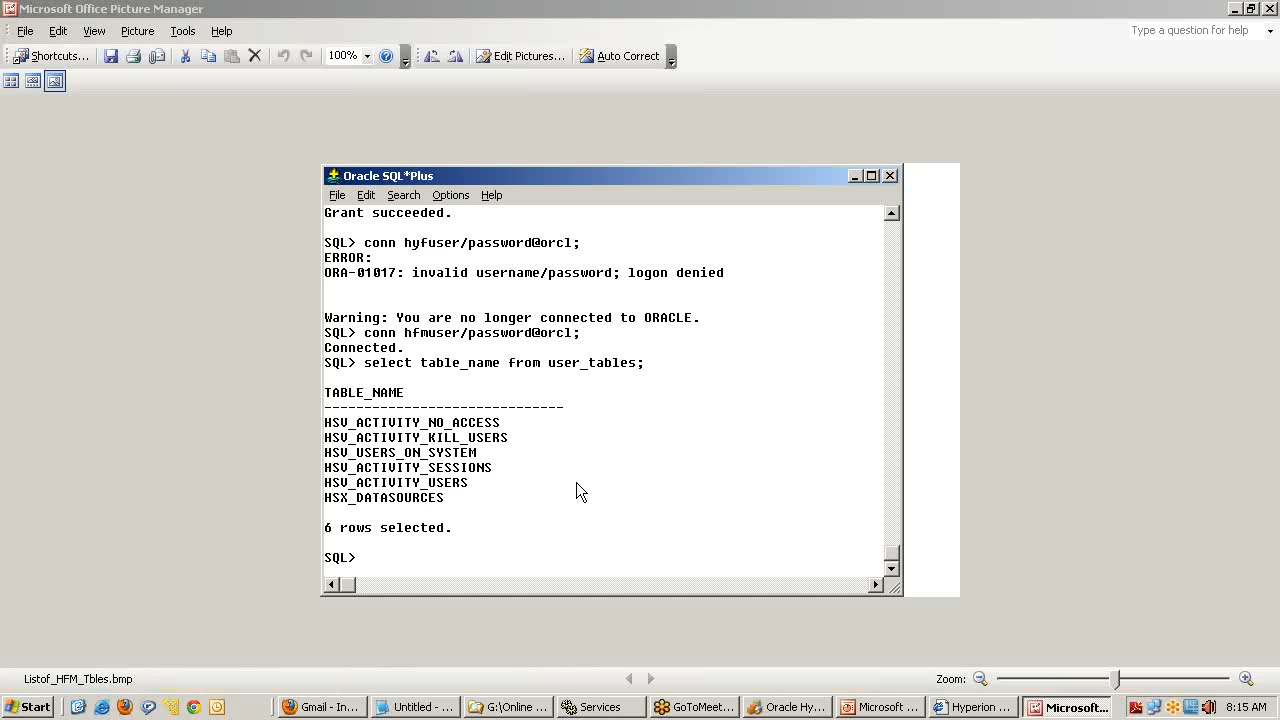 Microsoft Office Picture Manager
File Edit View Picture Tools Help
Type a question for help
Shortcuts... 100% Edit Pictures... Auto Correct
Oracle SQL*Plus
File Edit Search Options Help
Grant succeeded.
SQL> conn hyfuser/password@orcl;
ERROR:
ORA-01017: invalid username/password; logon denied
Warning: You are no longer connected to ORACLE.
SQL> conn hfmuser/password@orcl;
Connected.
SQL> select table_name from user_tables;
TABLE_NAME
------------------------------
HSV_ACTIVITY_NO_ACCESS
HSV_ACTIVITY_KILL_USERS
HSV_USERS_ON_SYSTEM
HSV_ACTIVITY_SESSIONS
HSV_ACTIVITY_USERS
HSX_DATASOURCES
6 rows selected.
SQL>
Listof_HFM_Tbles.bmp
Zoom:
Start Gmail - In... Untitled - ... G:\Online ... Services GoToMeet... Oracle Hy... Microsoft ... Hyperion ... Microsoft... 8:15 AM